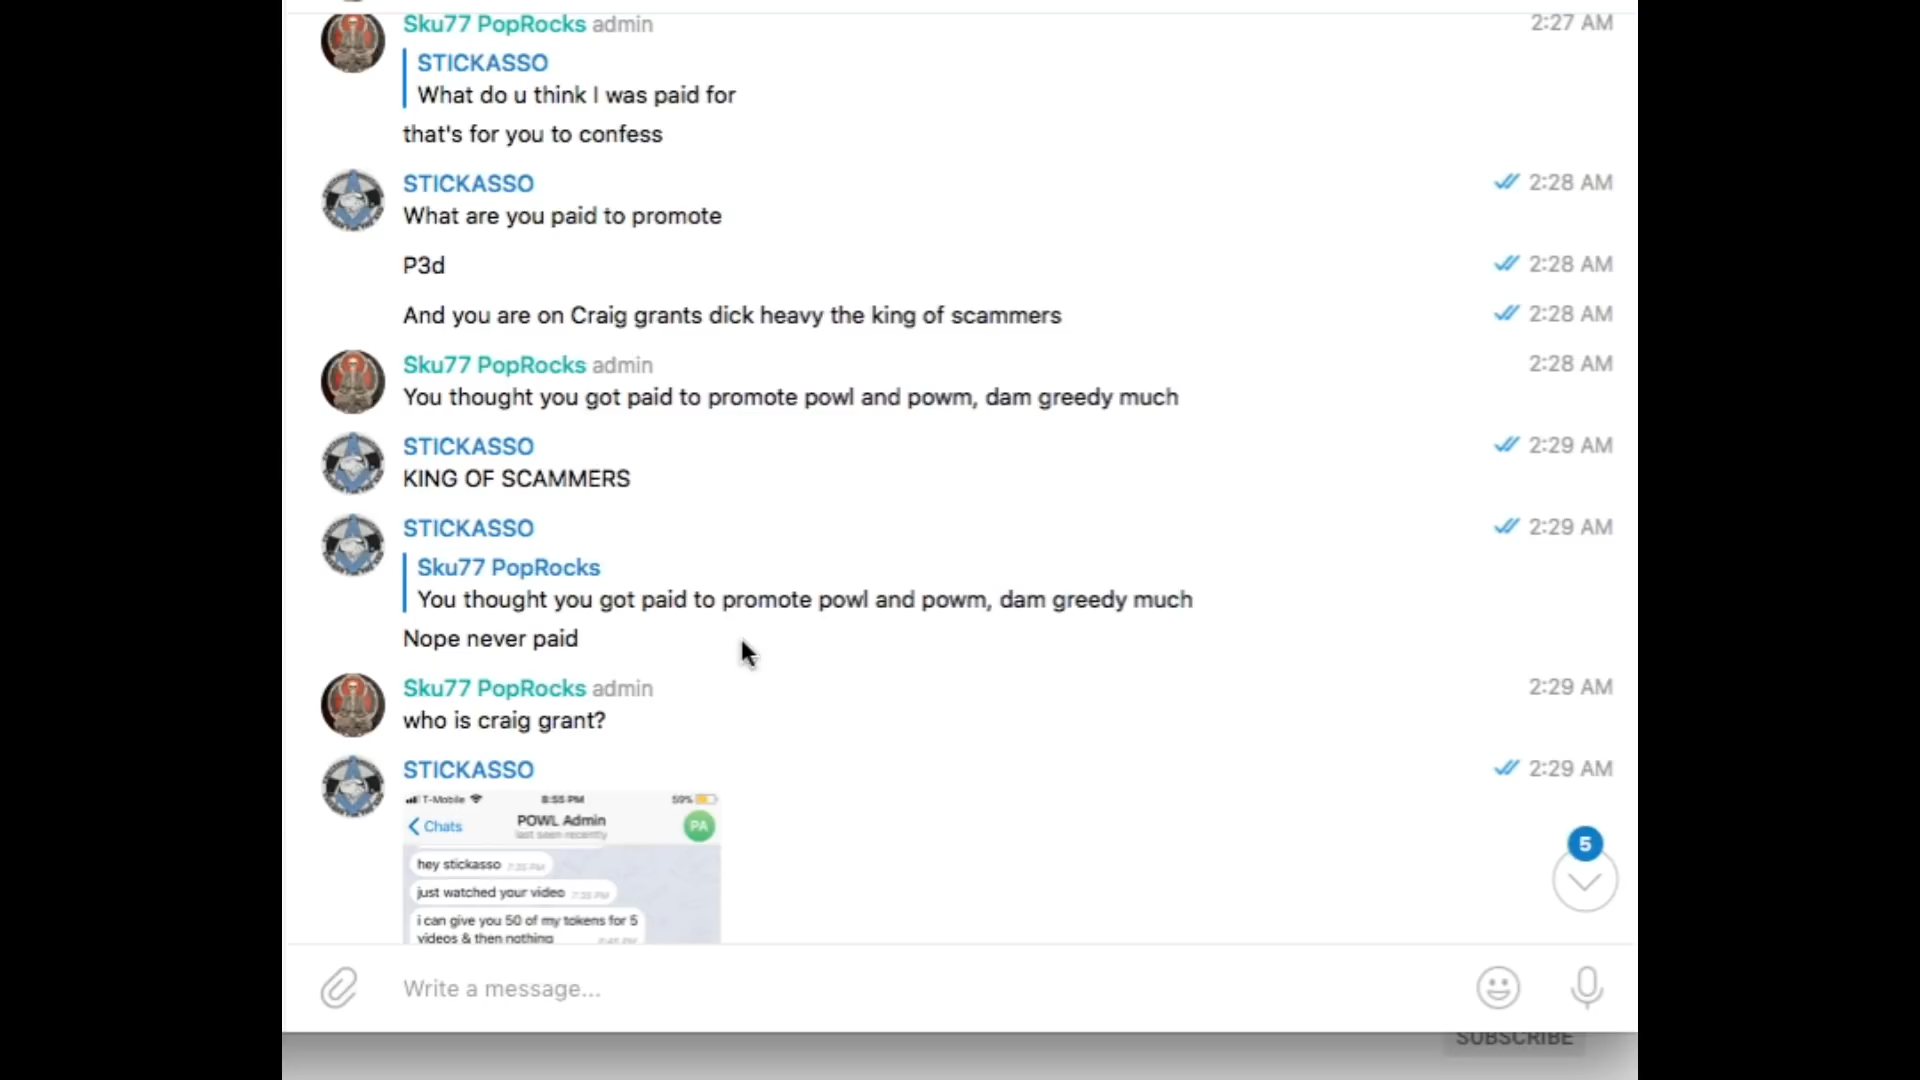 Sku77 PopRocks admin 2:27 AM
STICKASSO
What do u think I was paid for
that's for you to confess
STICKASSO 2:28 AM
What are you paid to promote
P3d 2:28 AM
And you are on Craig grants dick heavy the king of scammers 2:28 AM
Sku77 PopRocks admin 2:28 AM
You thought you got paid to promote powl and powm, dam greedy much
STICKASSO 2:29 AM
KING OF SCAMMERS
STICKASSO 2:29 AM
Sku77 PopRocks
You thought you got paid to promote powl and powm, dam greedy much
Nope never paid
Sku77 PopRocks admin 2:29 AM
who is craig grant?
STICKASSO 2:29 AM
T-Mobile 8:55 PM 59%
Chats POWL Admin PA
last seen recently
hey stickasso
just watched your video
i can give you 50 of my tokens for 5
videos & then nothing
5
Write a message...
SUBSCRIBE